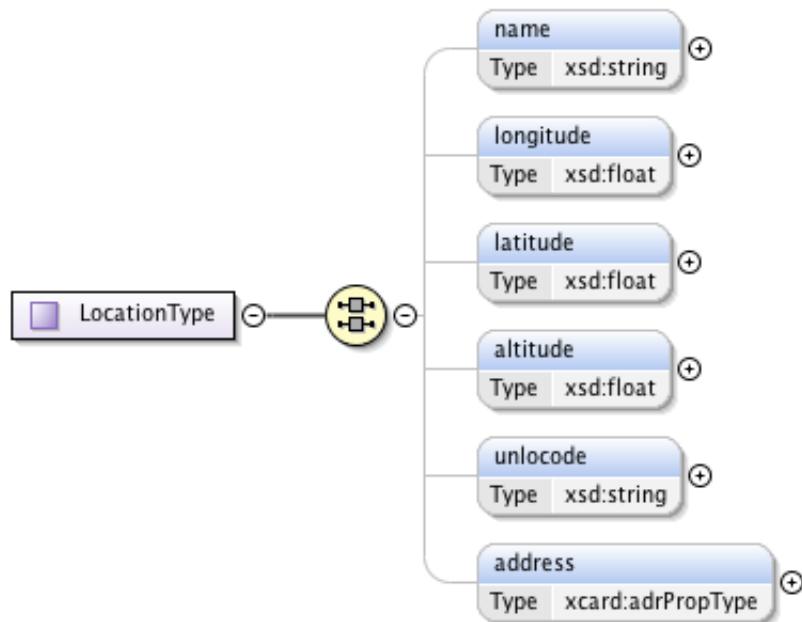 name
Type xsd:string
longitude
Type xsd:float
latitude
Type xsd:float
LocationType
altitude
Type xsd:float
unlocode
Type xsd:string
address
Type xcard:adrPropType